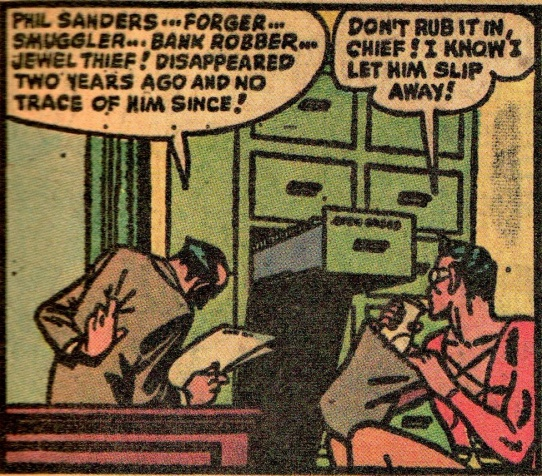 PHIL SANDERS... FORGER...
SMUGGLER... BANK ROBBER...
JEWEL THIEF! DISAPPEARED
TWO YEARS AGO AND NO
TRACE OF HIM SINCE!
DON'T RUB IT IN,
CHIEF! I KNOW I
LET HIM SLIP
AWAY!